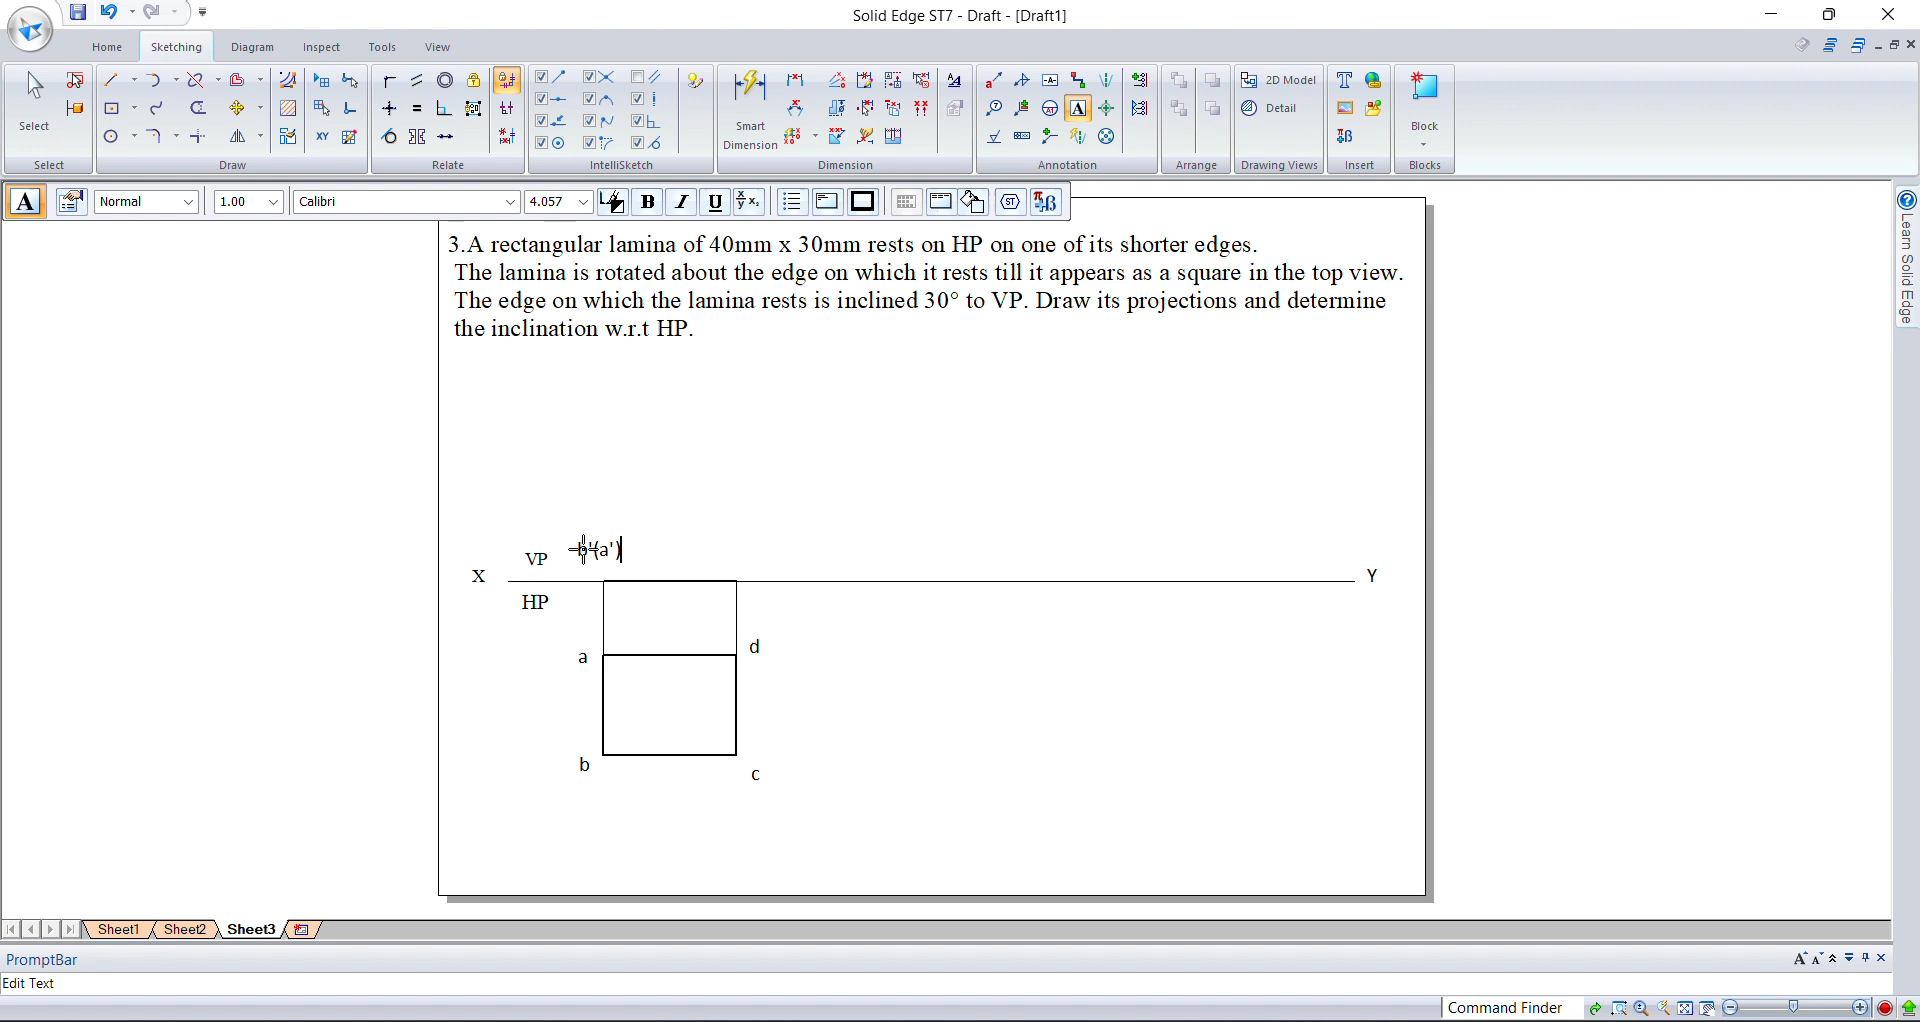 Solid Edge ST7 - Draft - [Draft1]
Home Sketching Diagram Inspect Tools View
Select
Smart Dimension
2D Model
Detail
Block
Select Draw Relate IntelliSketch Dimension Annotation Arrange Drawing Views Insert Blocks
Normal 1.00 Calibri 4.057
Learn Solid Edge
3.A rectangular lamina of 40mm x 30mm rests on HP on one of its shorter edges.
The lamina is rotated about the edge on which it rests till it appears as a square in the top view.
The edge on which the lamina rests is inclined 30° to VP. Draw its projections and determine
the inclination w.r.t HP.
b'(a')
VP
X Y
HP
a d
b c
Sheet1 Sheet2 Sheet3
PromptBar
Edit Text
Command Finder